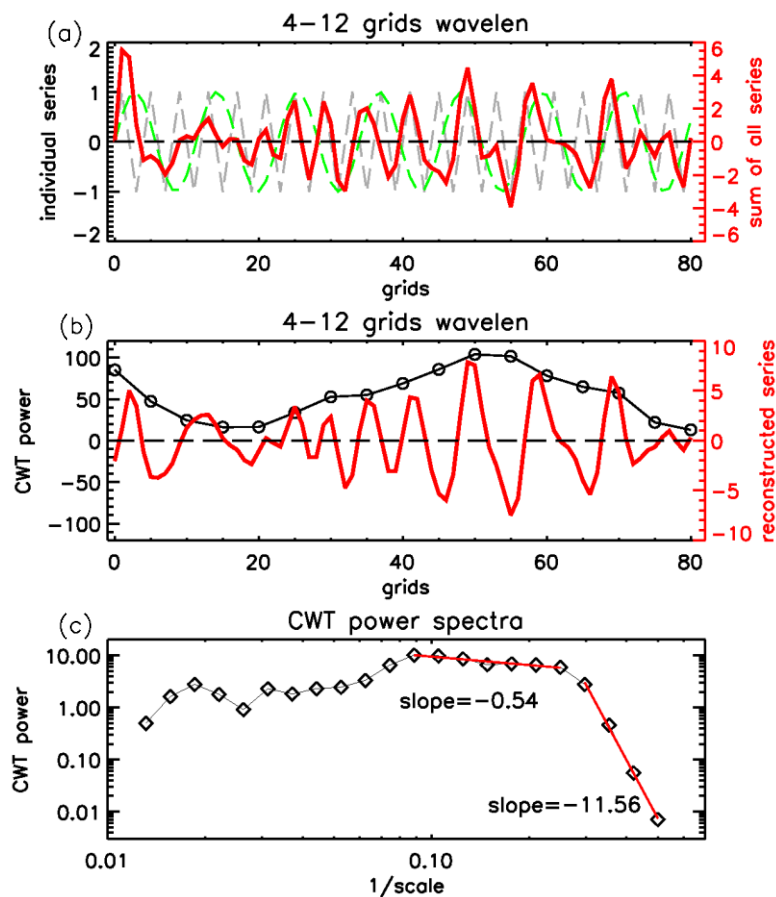 (a) 4-12 grids wavelen
individual series
2
1
0
-1
-2
6
4
2
0
-2
-4
-6
sum of all series
0 20 40 60 80
grids
(b) 4-12 grids wavelen
CWT power
100
50
0
-50
-100
10
5
0
-5
-10
reconstructed series
0 20 40 60 80
grids
(c) CWT power spectra
CWT power
10.00
1.00
0.10
0.01
slope=-0.54
slope=-11.56
0.01 0.10
1/scale